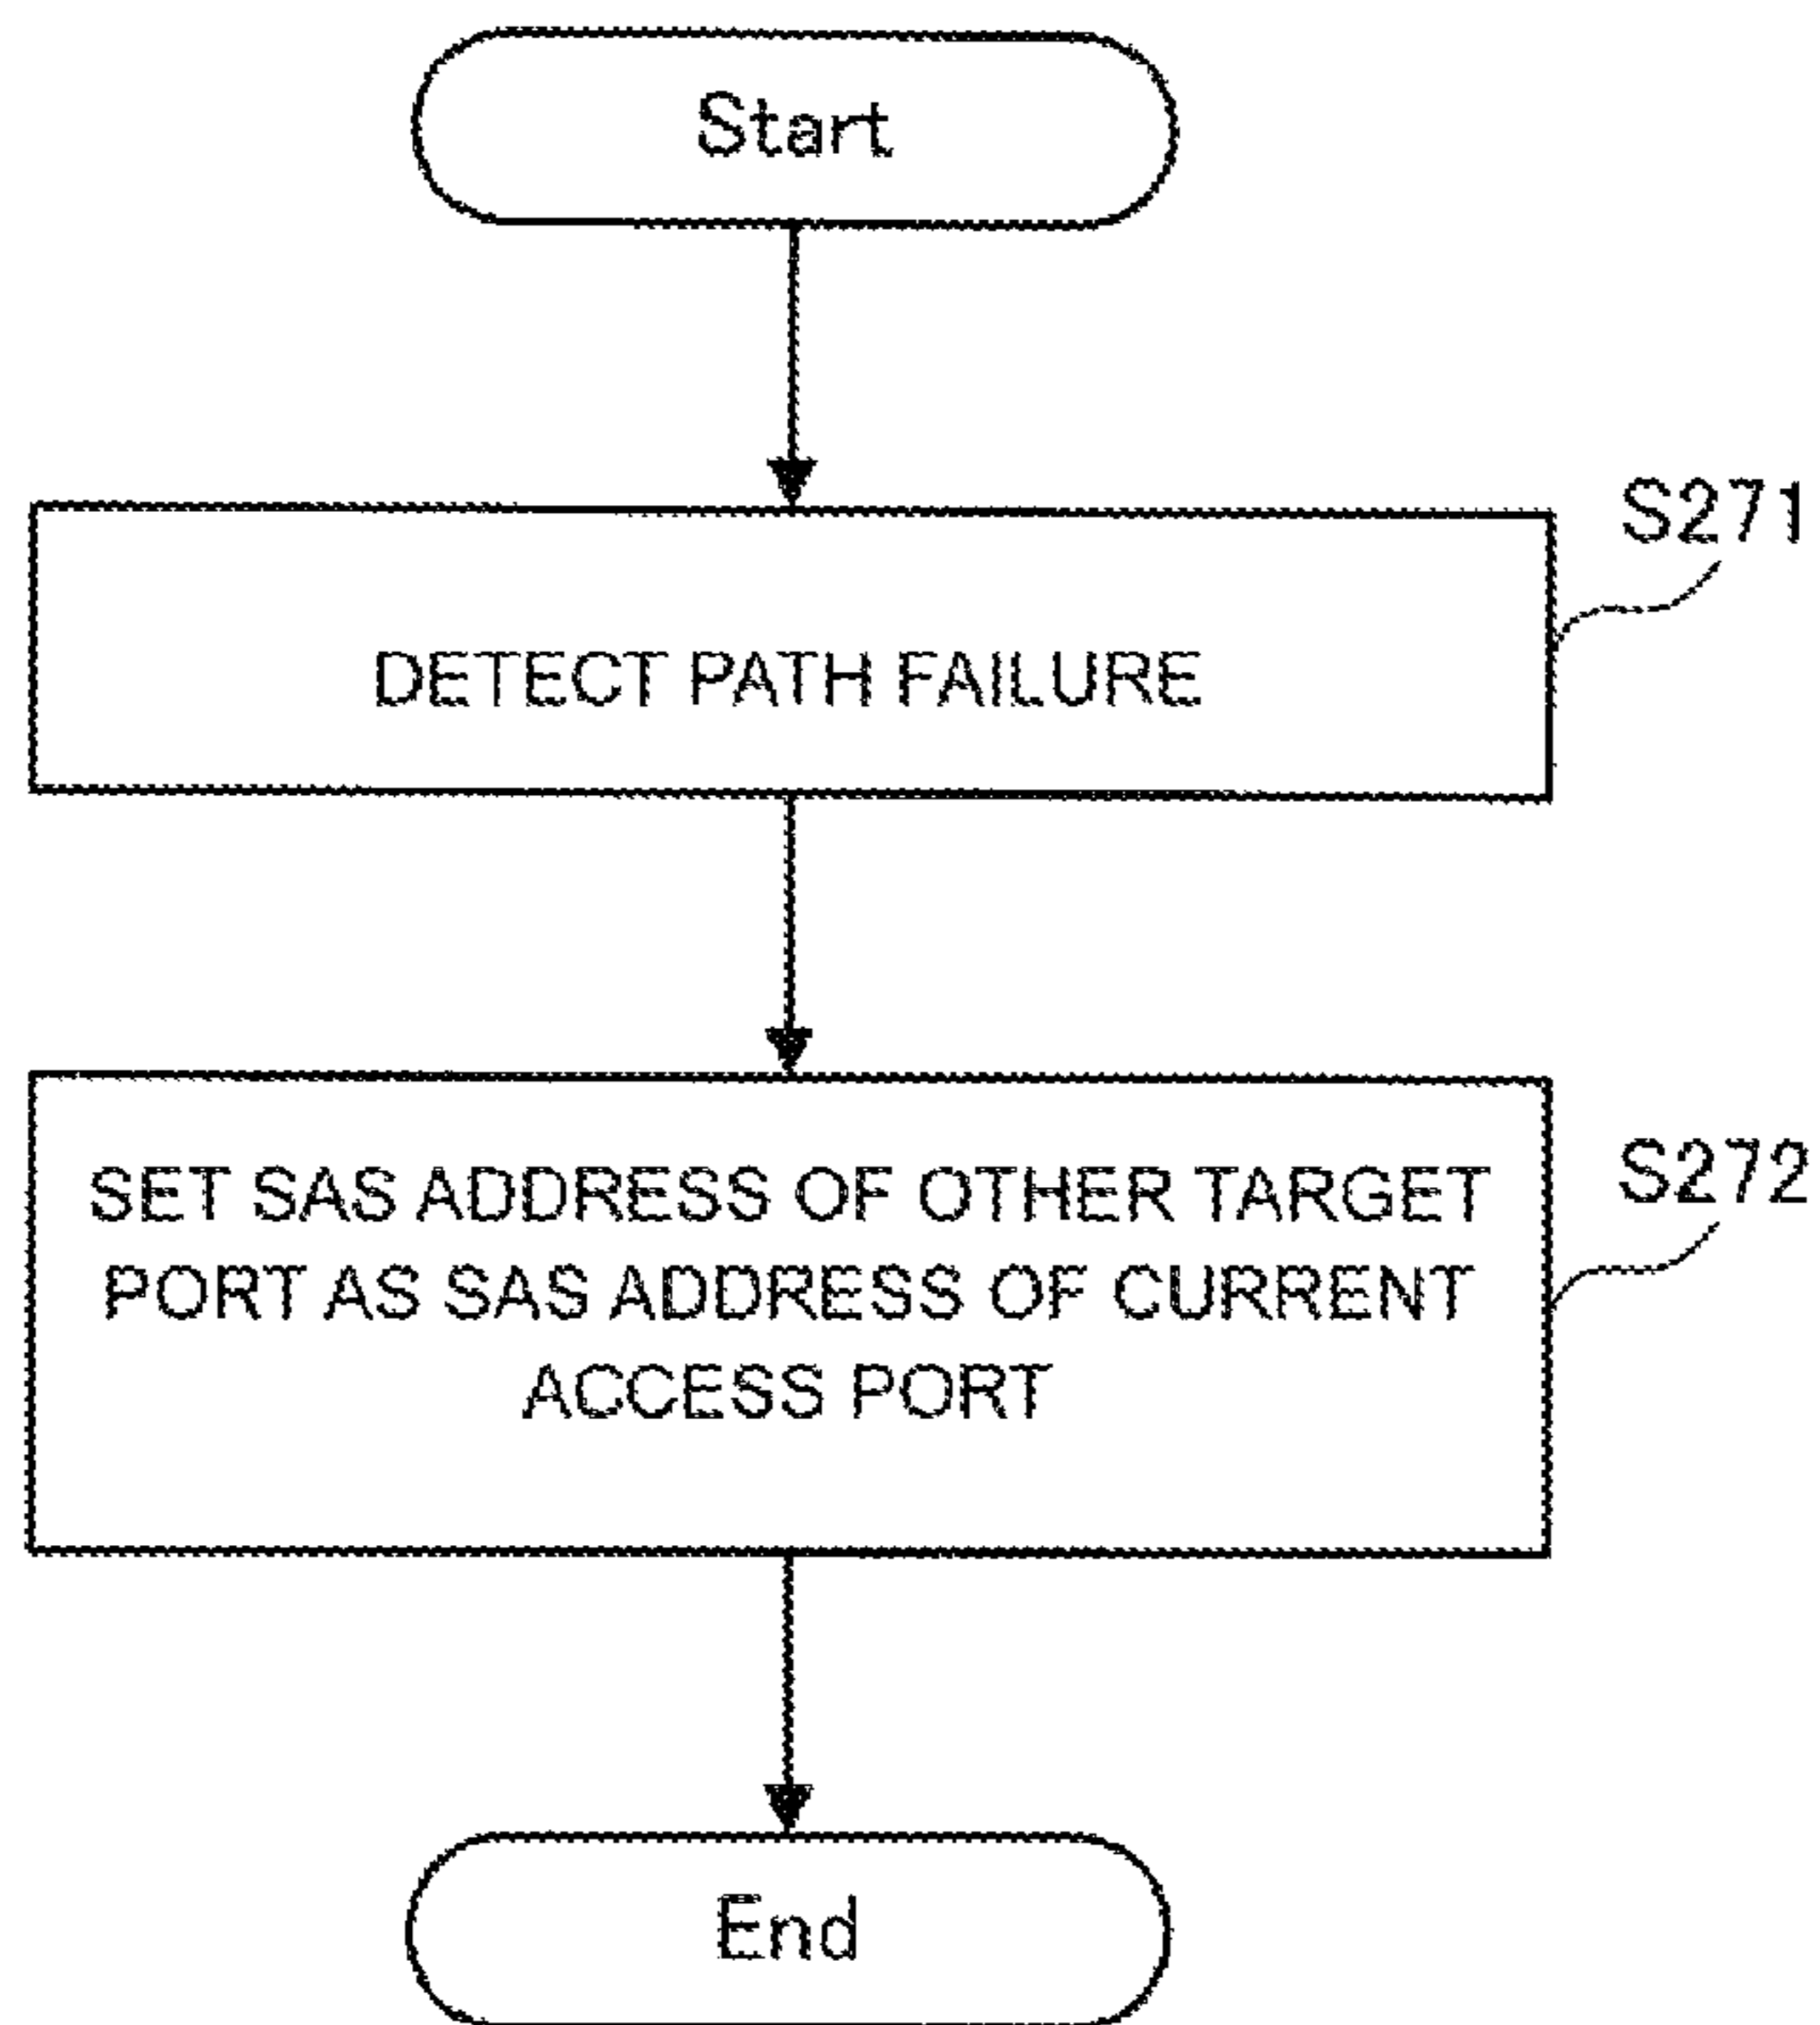 Start
S271
DETECT PATH FAILURE
S272
SET SAS ADDRESS OF OTHER TARGET
PORT AS SAS ADDRESS OF CURRENT
ACCESS PORT
End